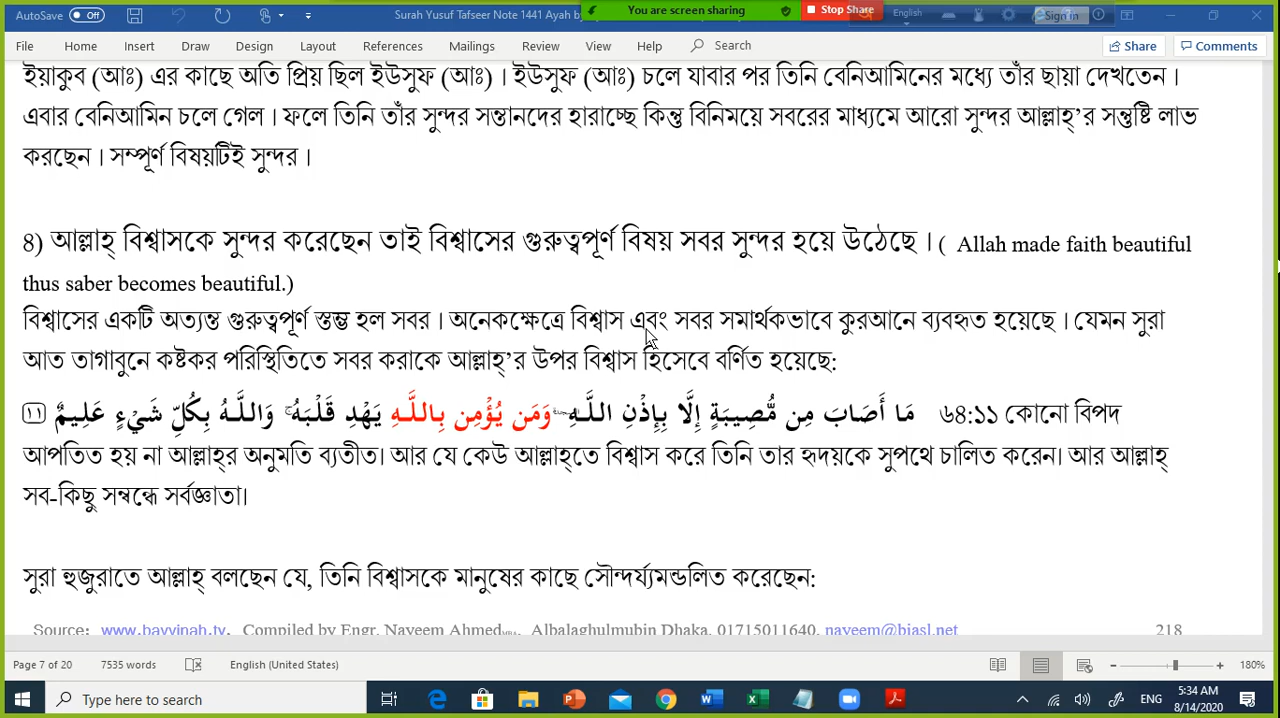 AutoSave Off Surah Yusuf Tafseer Note 1441 Ayah by You are screen sharing Stop Share English Sign in
File Home Insert Draw Design Layout References Mailings Review View Help Search Share Comments
ইয়াকুব (আঃ) এর কাছে অতি প্রিয় ছিল ইউসুফ (আঃ)। ইউসুফ (আঃ) চলে যাবার পর তিনি বেনিআমিনের মধ্যে তাঁর ছায়া দেখতেন।
এবার বেনিআমিন চলে গেল। ফলে তিনি তাঁর সুন্দর সন্তানদের হারাচ্ছে কিন্তু বিনিময়ে সবরের মাধ্যমে আরো সুন্দর আল্লাহ্’র সন্তুষ্টি লাভ
করছেন। সম্পূর্ণ বিষয়টিই সুন্দর।
8) আল্লাহ্ বিশ্বাসকে সুন্দর করেছেন তাই বিশ্বাসের গুরুত্বপূর্ণ বিষয় সবর সুন্দর হয়ে উঠেছে। ( Allah made faith beautiful
thus saber becomes beautiful.)
বিশ্বাসের একটি অত্যন্ত গুরুত্বপূর্ণ স্তম্ভ হল সবর। অনেকক্ষেত্রে বিশ্বাস এবং সবর সমার্থকভাবে কুরআনে ব্যবহৃত হয়েছে। যেমন সুরা
আত তাগাবুনে কষ্টকর পরিস্থিতিতে সবর করাকে আল্লাহ্’র উপর বিশ্বাস হিসেবে বর্ণিত হয়েছে:
مَا أَصَابَ مِن مُّصِيبَةٍ إِلَّا بِإِذْنِ اللَّـهِ ۗ وَمَن يُؤْمِن بِاللَّـهِ يَهْدِ قَلْبَهُ ۚ وَاللَّـهُ بِكُلِّ شَيْءٍ عَلِيمٌ ﴿١١﴾ ৬৪:১১ কোনো বিপদ
আপতিত হয় না আল্লাহ্‌র অনুমতি ব্যতীত। আর যে কেউ আল্লাহ্‌তে বিশ্বাস করে তিনি তার হৃদয়কে সুপথে চালিত করেন। আর আল্লাহ্
সব-কিছু সম্বন্ধে সর্বজ্ঞাতা।
সুরা হুজুরাতে আল্লাহ্ বলছেন যে, তিনি বিশ্বাসকে মানুষের কাছে সৌন্দর্য্যমন্ডলিত করেছেন:
Source: www.bayyinah.tv. Compiled by Engr. Nayeem Ahmed MBA. Albalaghulmubin Dhaka. 01715011640, nayeem@biasl.net 218
Page 7 of 20 7535 words English (United States) 180%
Type here to search ENG 5:34 AM
8/14/2020